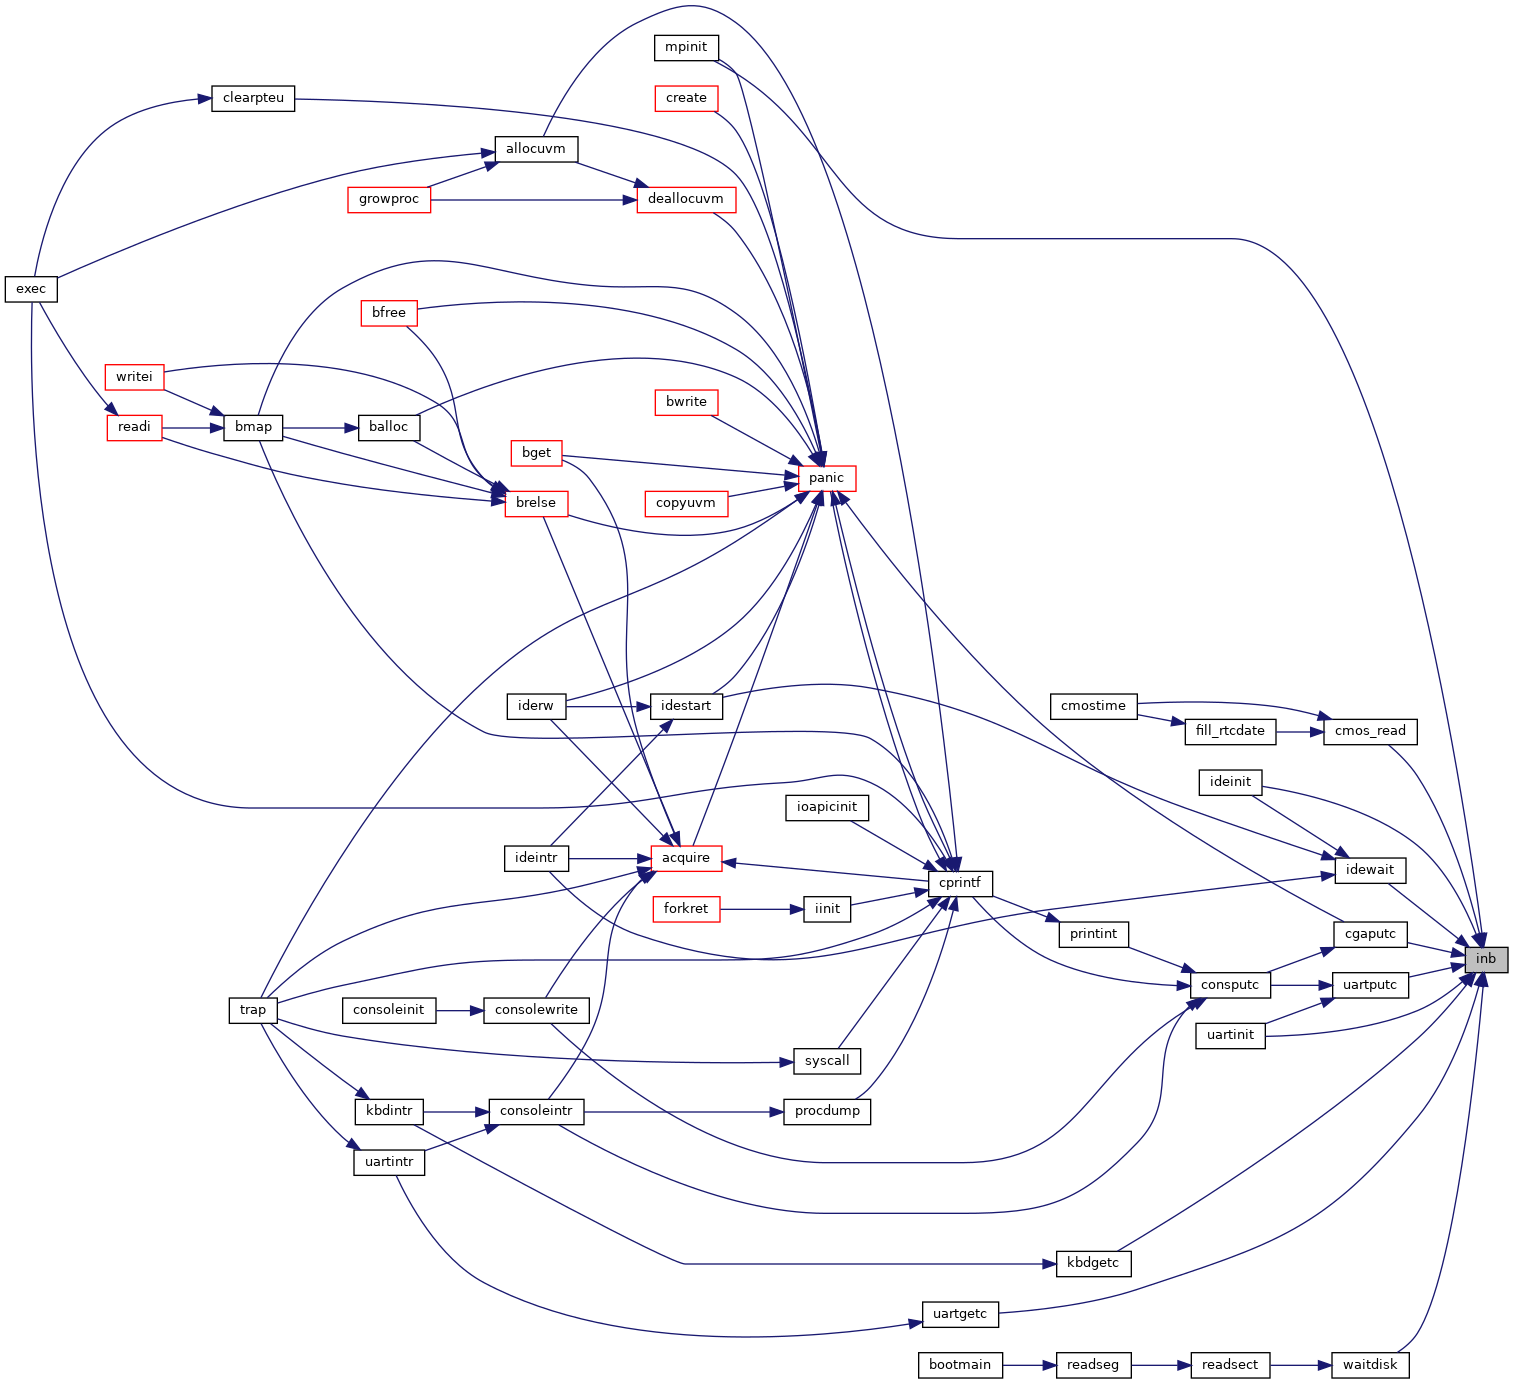 mpinit
clearpteu
create
allocuvm
growproc
deallocuvm
exec
bfree
writei
bwrite
readi
bmap
balloc
bget
panic
copyuvm
brelse
iderw
idestart
cmostime
fill_rtcdate
cmos_read
ideinit
ioapicinit
ideintr
acquire
idewait
cprintf
forkret
iinit
printint
cgaputc
inb
consputc
uartputc
trap
consoleinit
consolewrite
uartinit
syscall
kbdintr
consoleintr
procdump
uartintr
kbdgetc
uartgetc
bootmain
readseg
readsect
waitdisk